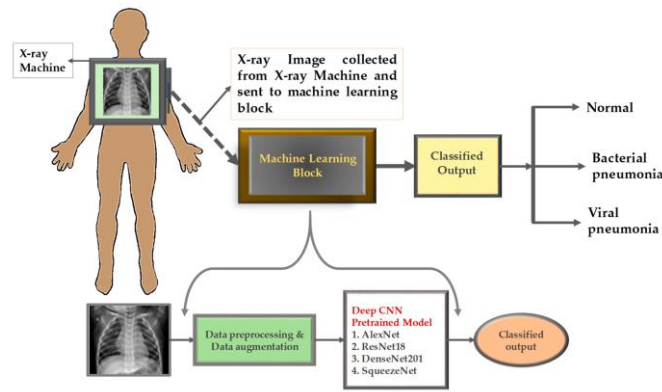 X-ray
Machine
X-ray Image collected
from X-ray Machine and
sent to machine learning
block
Machine Learning
Block
Classified
Output
Normal
Bacterial
pneumonia
Viral
pneumonia
Data preprocessing &
Data augmentation
Deep CNN
Pretrained Model
1. AlexNet
2. ResNet18
3. DenseNet201
4. SqueezeNet
Classified
output